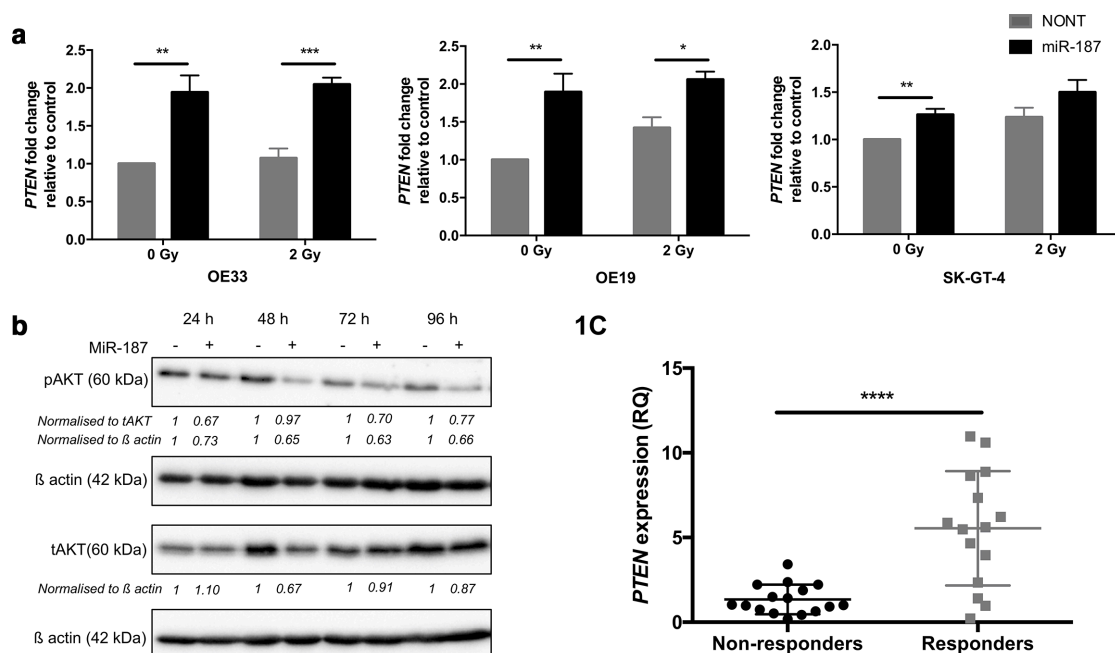 a
NONT
miR-187
PTEN fold change
relative to control
2.5
2.0
1.5
1.0
0.5
0.0
** ***
0 Gy 2 Gy
OE33
PTEN fold change
relative to control
2.5
2.0
1.5
1.0
0.5
0.0
** *
0 Gy 2 Gy
OE19
PTEN fold change
relative to control
2.0
1.5
1.0
0.5
0.0
**
0 Gy 2 Gy
SK-GT-4
b
24 h 48 h 72 h 96 h
MiR-187 - + - + - + - +
pAKT (60 kDa)
Normalised to tAKT 1 0.67 1 0.97 1 0.70 1 0.77
Normalised to ß actin 1 0.73 1 0.65 1 0.63 1 0.66
ß actin (42 kDa)
tAKT(60 kDa)
Normalised to ß actin 1 1.10 1 0.67 1 0.91 1 0.87
ß actin (42 kDa)
1C
PTEN expression (RQ)
15
10
5
0
****
Non-responders Responders